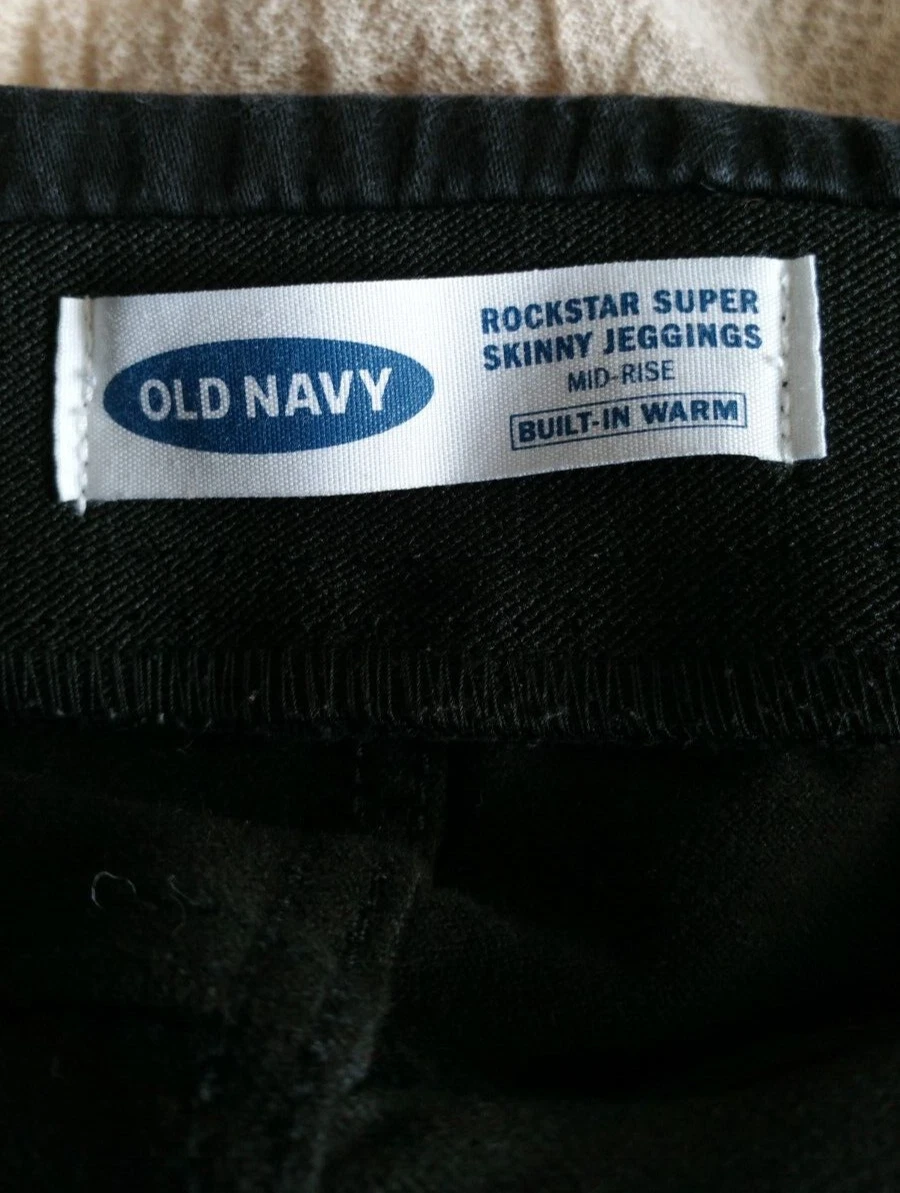 OLD NAVY
ROCKSTAR SUPER
SKINNY JEGGINGS
MID-RISE
BUILT-IN WARM